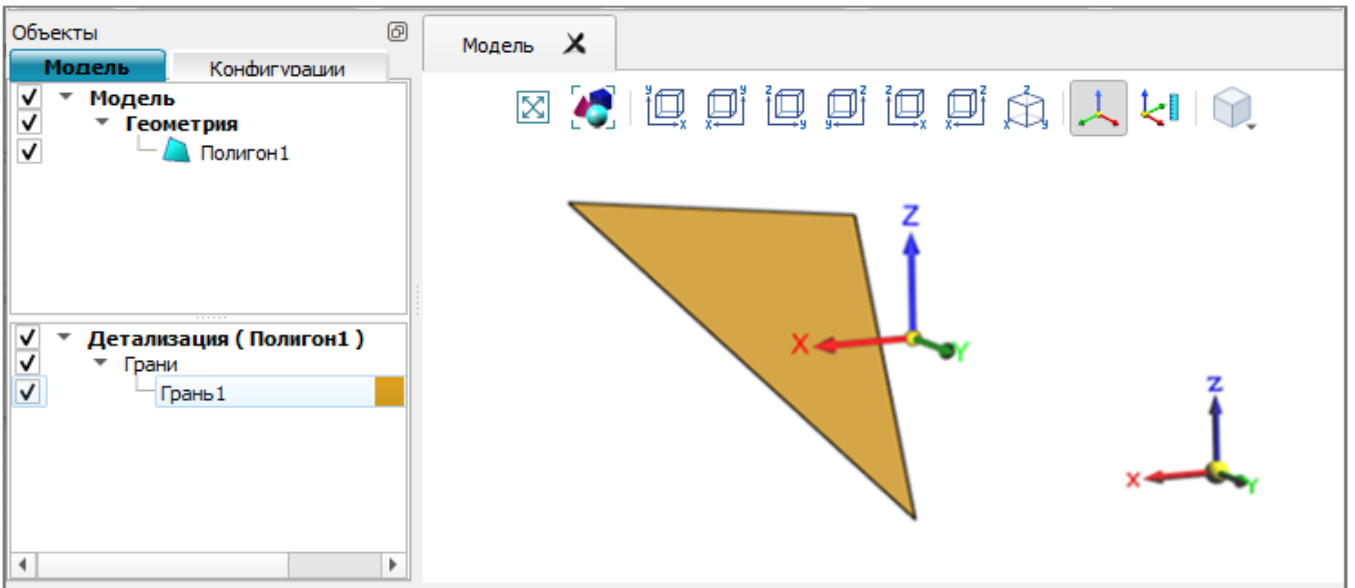 Объекты
Модель
Конфигурации
Модель
Геометрия
Полигон1
Детализация ( Полигон1 )
Грани
Грань1
Модель
y x
y x
z y
z y
z x
z x
z x y
Z
X
Y
Z
X
Y